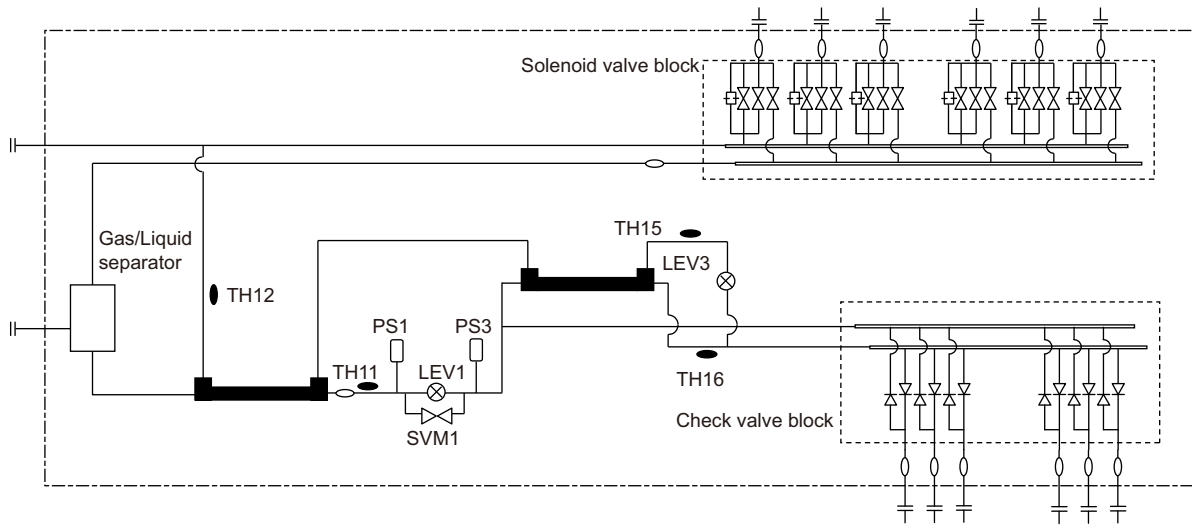 Solenoid valve block
Gas/Liquid
separator
TH12
TH15
LEV3
PS1
PS3
TH11
LEV1
TH16
SVM1
Check valve block